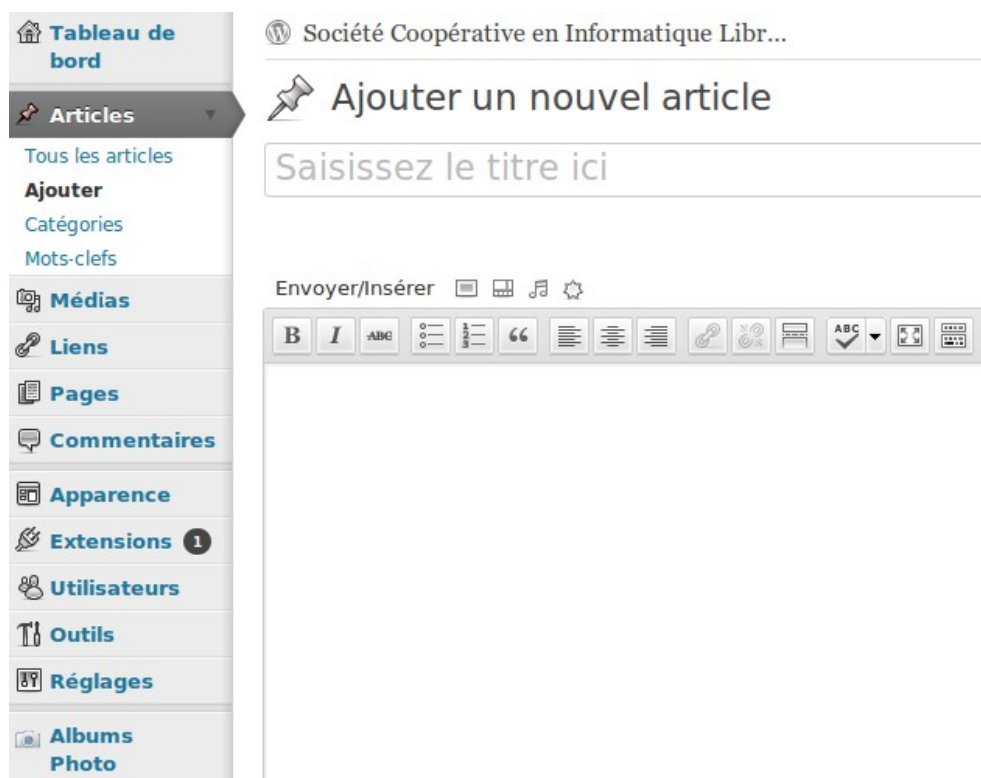 Tableau de
bord
Articles
Tous les articles
Ajouter
Catégories
Mots-clefs
Médias
Liens
Pages
Commentaires
Apparence
Extensions 1
Utilisateurs
Outils
Réglages
Albums
Photo
Société Coopérative en Informatique Libr...
Ajouter un nouvel article
Saisissez le titre ici
Envoyer/Insérer
B I ABC ABC